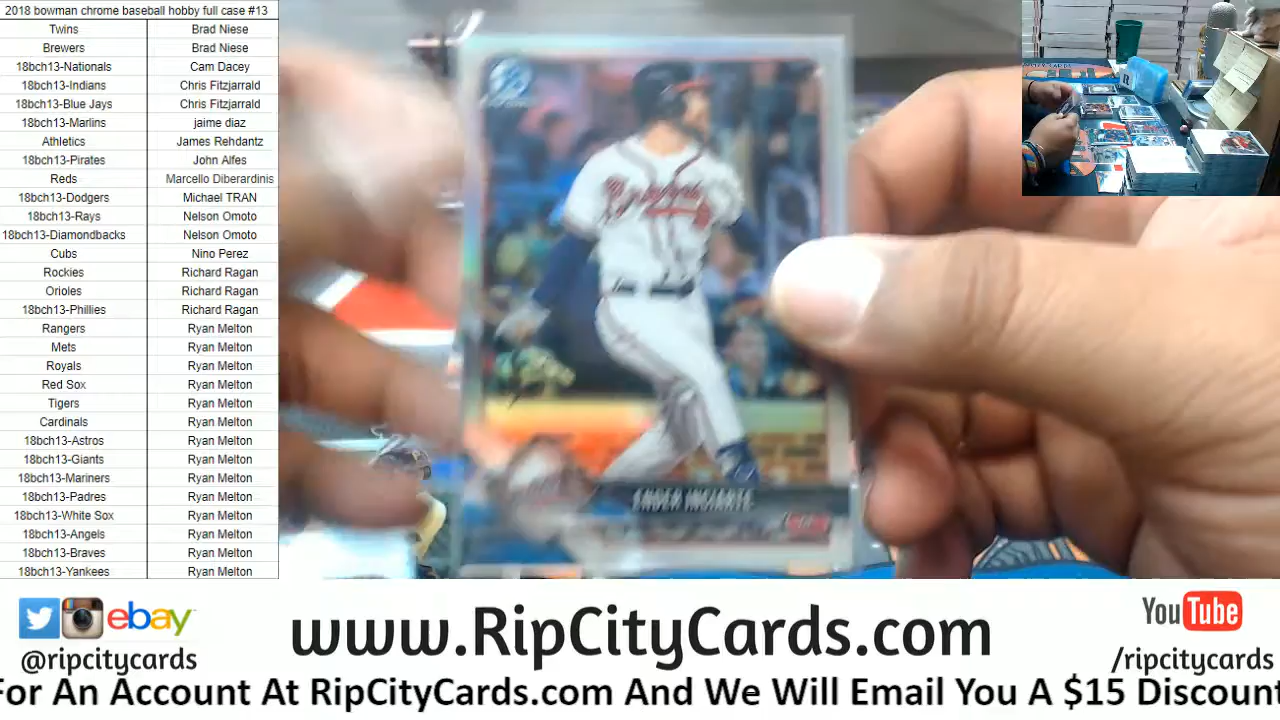 2018 bowman chrome baseball hobby full case #13
Twins Brad Niese
Brewers Brad Niese
18bch13-Nationals Cam Dacey
18bch13-Indians Chris Fitzjarrald
18bch13-Blue Jays Chris Fitzjarrald
18bch13-Marlins jaime diaz
Athletics James Rehdantz
18bch13-Pirates John Alfes
Reds Marcello Diberardinis
18bch13-Dodgers Michael TRAN
18bch13-Rays Nelson Omoto
18bch13-Diamondbacks Nelson Omoto
Cubs Nino Perez
Rockies Richard Ragan
Orioles Richard Ragan
18bch13-Phillies Richard Ragan
Rangers Ryan Melton
Mets Ryan Melton
Royals Ryan Melton
Red Sox Ryan Melton
Tigers Ryan Melton
Cardinals Ryan Melton
18bch13-Astros Ryan Melton
18bch13-Giants Ryan Melton
18bch13-Mariners Ryan Melton
18bch13-Padres Ryan Melton
18bch13-White Sox Ryan Melton
18bch13-Angels Ryan Melton
18bch13-Braves Ryan Melton
18bch13-Yankees Ryan Melton
Braves
ENDER INCIARTE
ebay
@ripcitycards
www.RipCityCards.com
YouTube
/ripcitycards
For An Account At RipCityCards.com And We Will Email You A $15 Discount